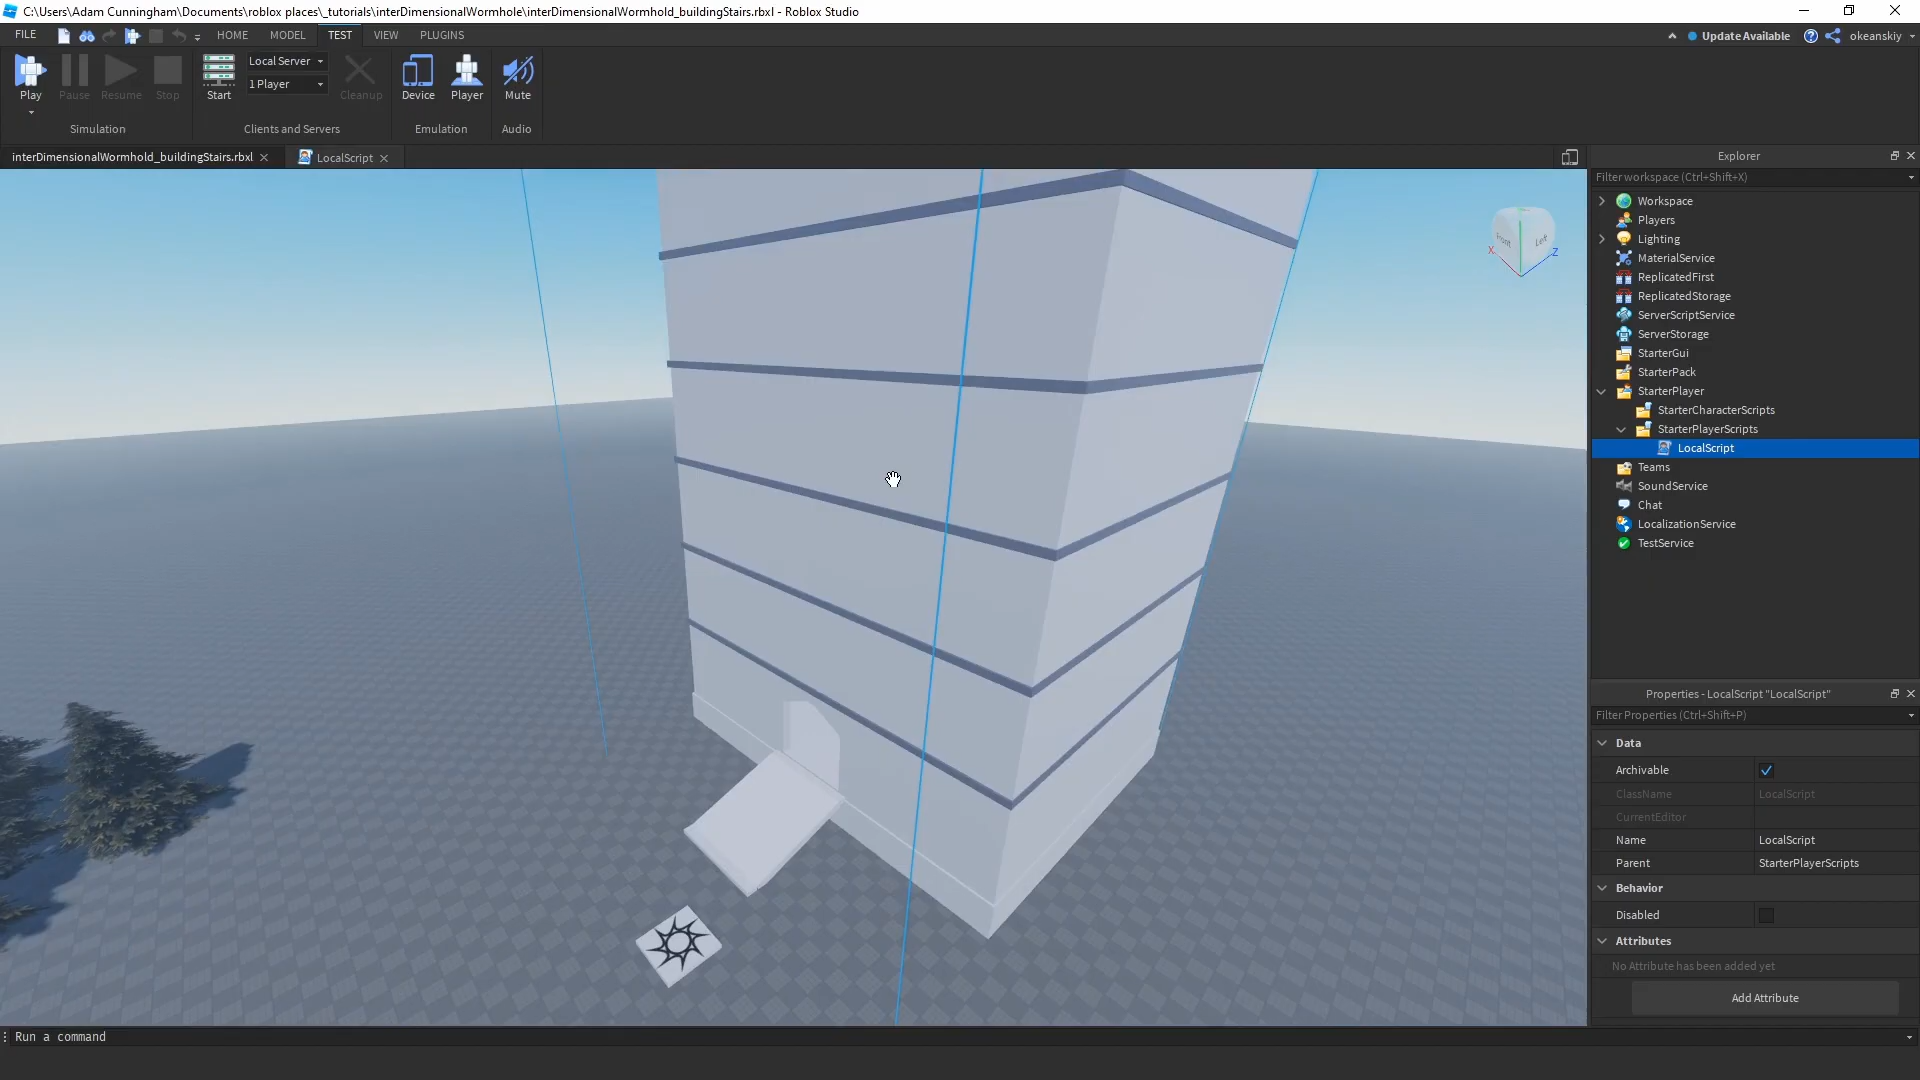 C:\Users\Adam Cunningham\Documents\roblox places\_tutorials\interDimensionalWormhole\interDimensionalWormhold_buildingStairs.rbxl - Roblox Studio
FILE
HOME
MODEL
TEST
VIEW
PLUGINS
Update Available
okeanskiy
Play
Pause
Resume
Stop
Simulation
Start
Local Server
1 Player
Cleanup
Clients and Servers
Device
Player
Emulation
Mute
Audio
interDimensionalWormhold_buildingStairs.rbxl
LocalScript
Front
Left
X
Z
Explorer
Filter workspace (Ctrl+Shift+X)
Workspace
Players
Lighting
MaterialService
ReplicatedFirst
ReplicatedStorage
ServerScriptService
ServerStorage
StarterGui
StarterPack
StarterPlayer
StarterCharacterScripts
StarterPlayerScripts
LocalScript
Teams
SoundService
Chat
LocalizationService
TestService
Properties - LocalScript "LocalScript"
Filter Properties (Ctrl+Shift+P)
Data
Archivable
ClassName LocalScript
CurrentEditor
Name LocalScript
Parent StarterPlayerScripts
Behavior
Disabled
Attributes
No Attribute has been added yet
Add Attribute
Run a command